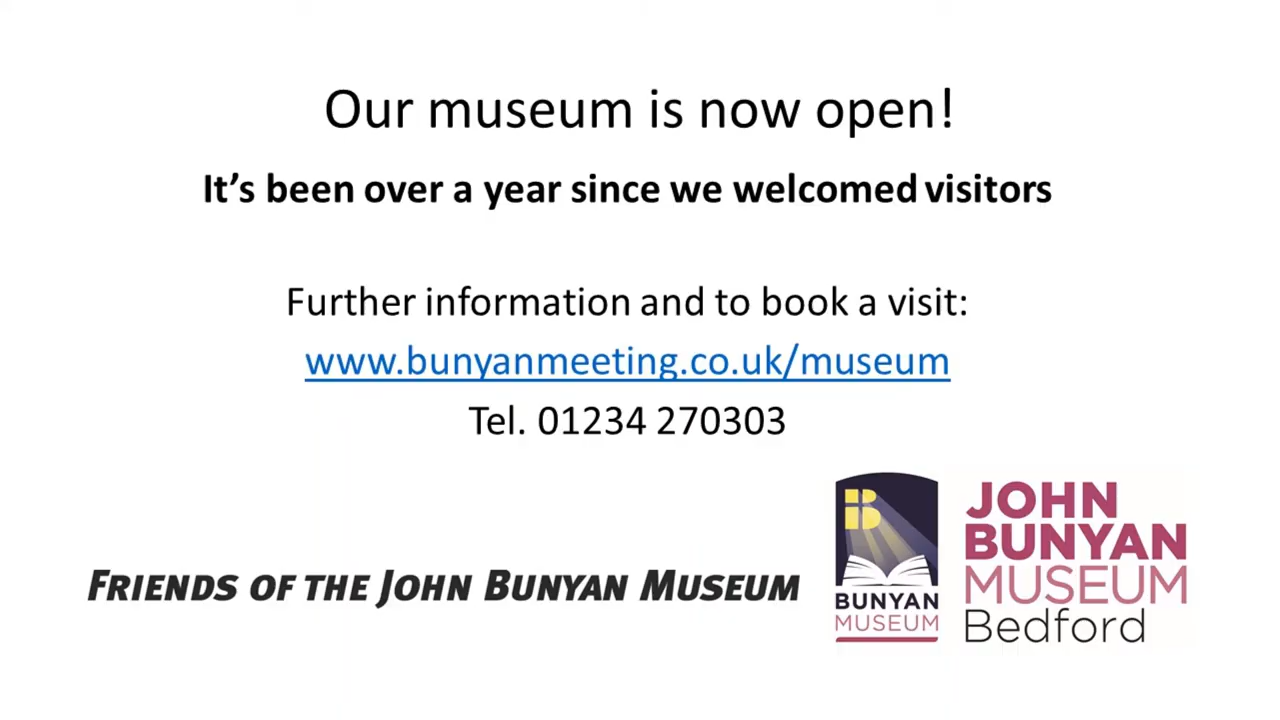 Our museum is now open!
It's been over a year since we welcomed visitors
Further information and to book a visit:
www.bunyanmeeting.co.uk/museum
Tel. 01234 270303
FRIENDS OF THE JOHN BUNYAN MUSEUM
B
BUNYAN
MUSEUM
JOHN
BUNYAN
MUSEUM
Bedford